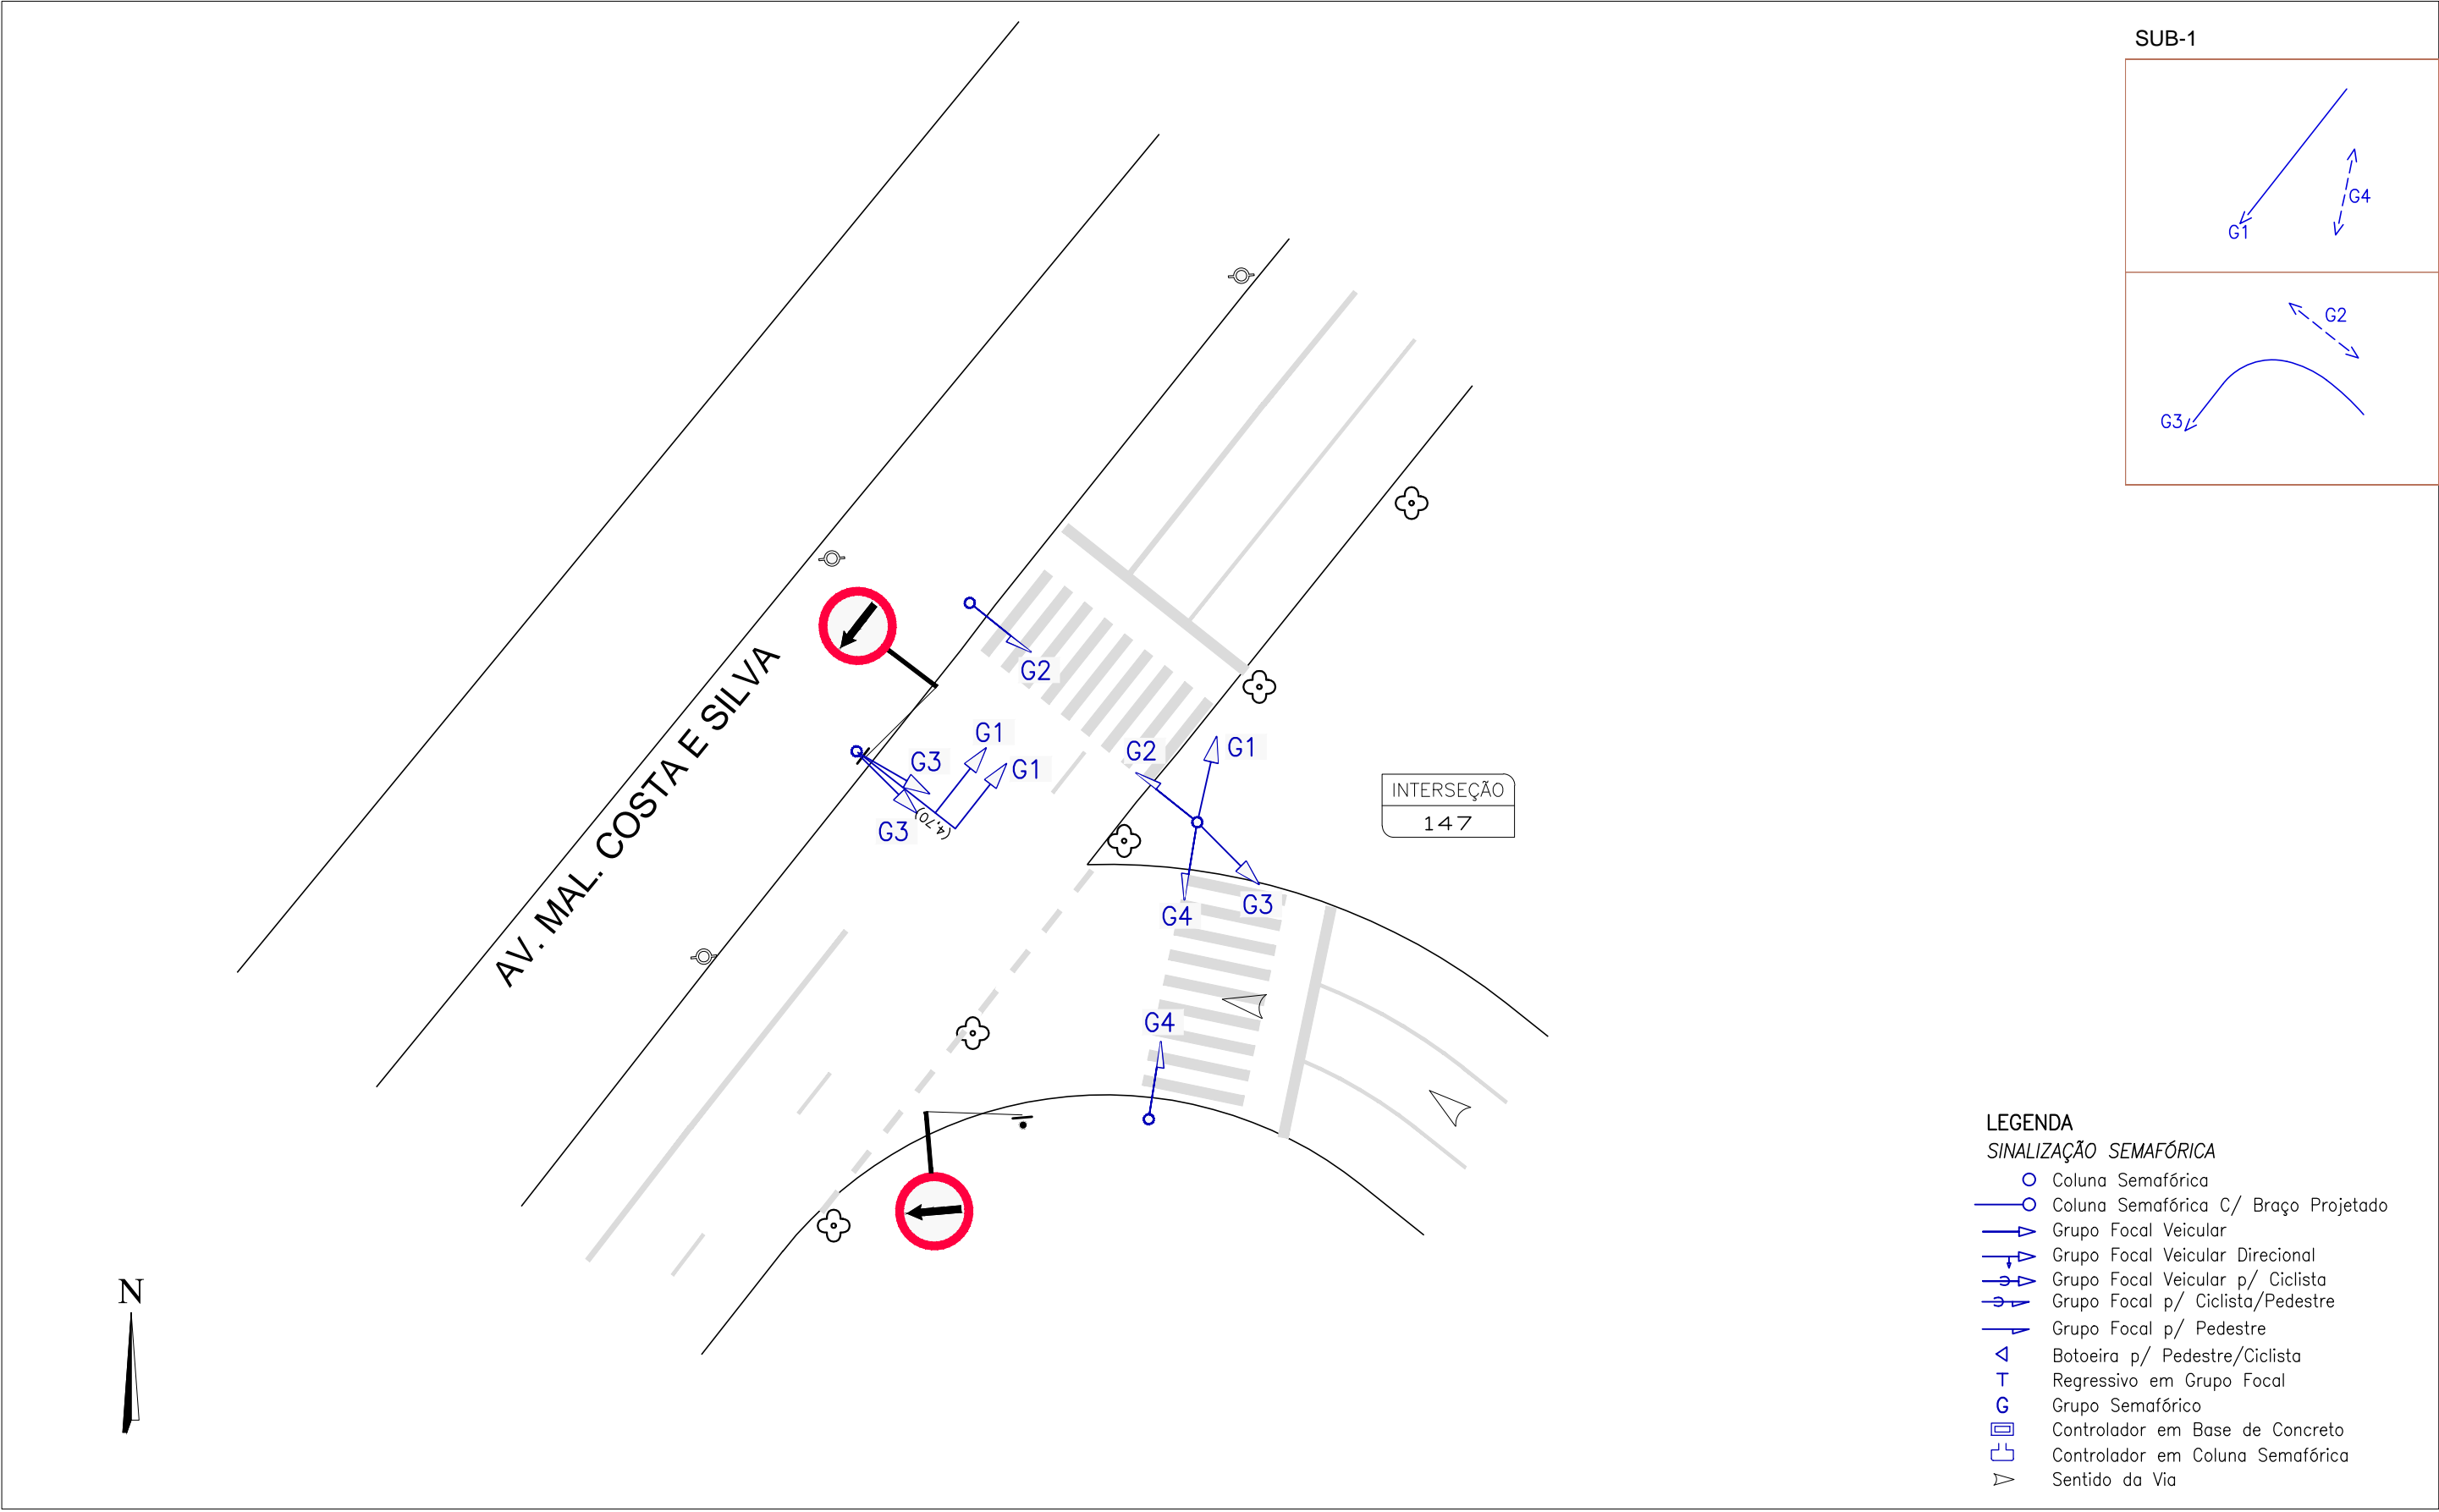 SUB-1
G4
G1
G2
G3
AV. MAL. COSTA E SILVA
G2
G1
G1
G3
G3
(4,70)
G2
G1
G4
G3
G4
INTERSEÇÃO
147
N
LEGENDA
SINALIZAÇÃO SEMAFÓRICA
Coluna Semafórica
Coluna Semafórica C/ Braço Projetado
Grupo Focal Veicular
Grupo Focal Veicular Direcional
Grupo Focal Veicular p/ Ciclista
Grupo Focal p/ Ciclista/Pedestre
Grupo Focal p/ Pedestre
Botoeira p/ Pedestre/Ciclista
T Regressivo em Grupo Focal
G Grupo Semafórico
Controlador em Base de Concreto
Controlador em Coluna Semafórica
Sentido da Via